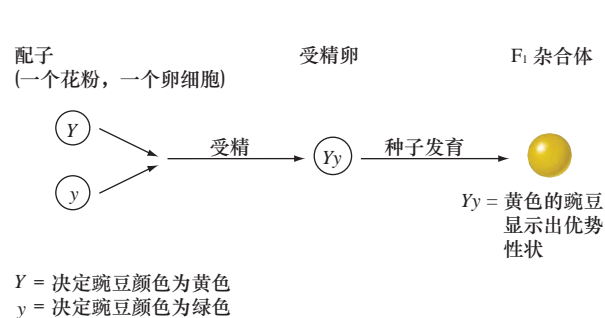 配子
(一个花粉，一个卵细胞)
受精卵
F₁ 杂合体
Y
y
受精
Yy
种子发育
Yy = 黄色的豌豆
显示出优势
性状
Y = 决定豌豆颜色为黄色
y = 决定豌豆颜色为绿色